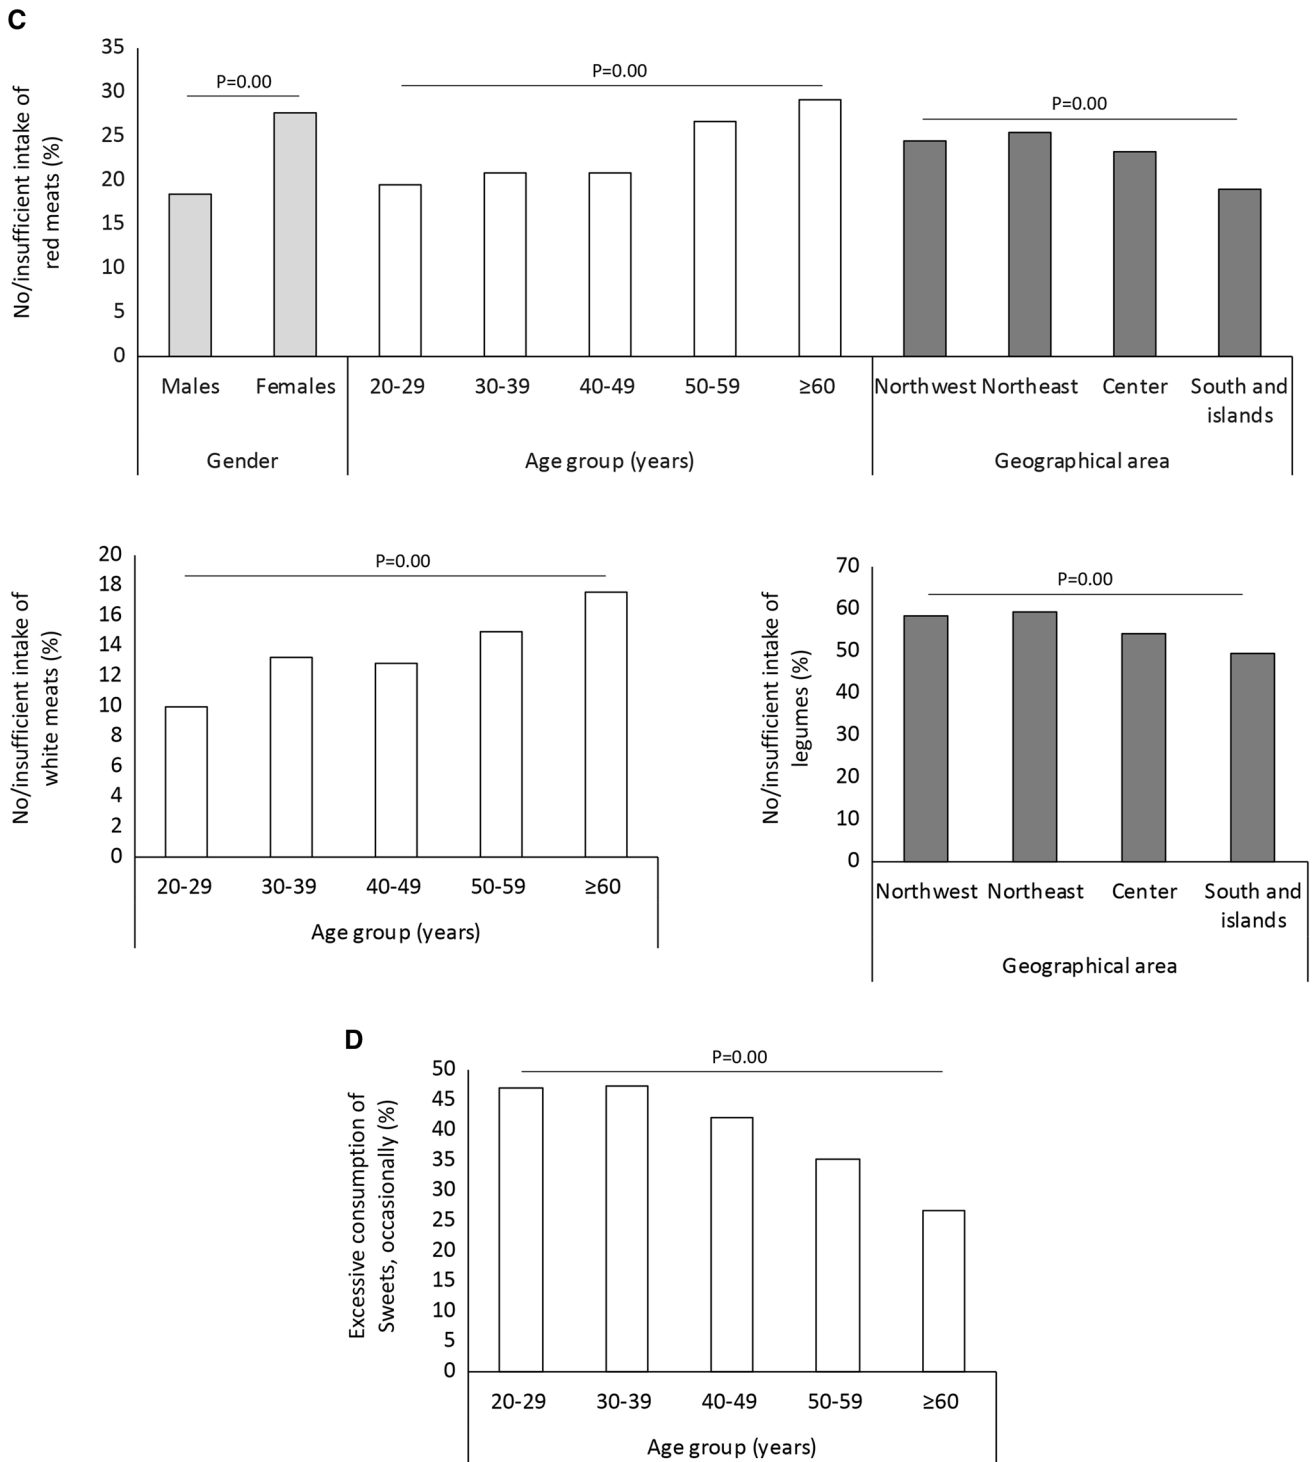 C
No/insufficient intake of
red meats (%)
35
30
25
20
15
10
5
0
P=0.00
P=0.00
P=0.00
Males
Females
20-29
30-39
40-49
50-59
≥60
Northwest
Northeast
Center
South and
islands
Gender
Age group (years)
Geographical area
No/insufficient intake of
white meats (%)
20
18
16
14
12
10
8
6
4
2
0
P=0.00
20-29
30-39
40-49
50-59
≥60
Age group (years)
No/insufficient intake of
legumes (%)
70
60
50
40
30
20
10
0
P=0.00
Northwest
Northeast
Center
South and
islands
Geographical area
D
Excessive consumption of
Sweets, occasionally (%)
50
45
40
35
30
25
20
15
10
5
0
P=0.00
20-29
30-39
40-49
50-59
≥60
Age group (years)